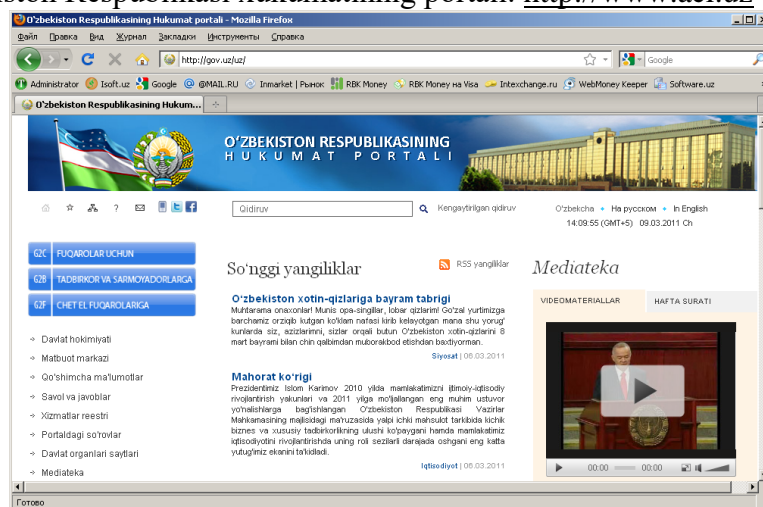 ston Respublikasi hukumatining portali: http://www.aci.uz
O'zbekiston Respublikasining Hukumat portali - Mozilla Firefox
Файл Правка Вид Журнал Закладки Инструменты Справка
http://gov.uz/uz/
Google
Administrator Isoft.uz Google @MAIL.RU Inmarket | Рынок RBK Money RBK Money на Visa Intexchange.ru WebMoney Keeper Software.uz
O'zbekiston Respublikasining Hukum...
O'ZBEKISTON RESPUBLIKASINING
HUKUMAT PORTALI
Qidiruv
Kengaytirilgan qidiruv
O'zbekcha На русском In English
14:09:55 (GMT+5) 09.03.2011 Ch
G2C FUQAROLAR UCHUN
G2B TADBIRKOR VA SARMOYADORLARGA
G2F CHET EL FUQAROLARIGA
Davlat hokimiyati
Matbuot markazi
Qo'shimcha ma'lumotlar
Savol va javoblar
Xizmatlar reestri
Portaldagi so'rovlar
Davlat organlari saytlari
Mediateka
So'nggi yangiliklar
RSS yangiliklar
O'zbekiston xotin-qizlariga bayram tabrigi
Muhtarama onaxonlar! Munis opa-singillar, lobar qizlarim! Go'zal yurtimizga
barchamiz orziqib kutgan ko'klam nafasi kirib kelayotgan mana shu yorug'
kunlarda siz, azizlarimni, sizlar orqali butun O'zbekiston xotin-qizlarini 8
mart bayrami bilan chin qalbimdan muborakbod etishdan baxtiyorman.
Siyosat | 06.03.2011
Mahorat ko'rigi
Prezidentimiz Islom Karimov 2010 yilda mamlakatimizni ijtimoiy-iqtisodiy
rivojlantirish yakunlari va 2011 yilga mo'ljallangan eng muhim ustuvor
yo'nalishlarga bag'ishlangan O'zbekiston Respublikasi Vazirlar
Mahkamasining majlisidagi ma'ruzasida yalpi ichki mahsulot tarkibida kichik
biznes va xususiy tadbirkorlikning ulushi ko'paygani hamda mamlakatimiz
iqtisodiyotini rivojlantirishda uning roli sezilarli darajada oshgani eng katta
yutug'imiz ekanini ta'kidladi.
Iqtisodiyot | 06.03.2011
Mediateka
VIDEOMATERIALLAR
HAFTA SURATI
00:00 00:00
Готово